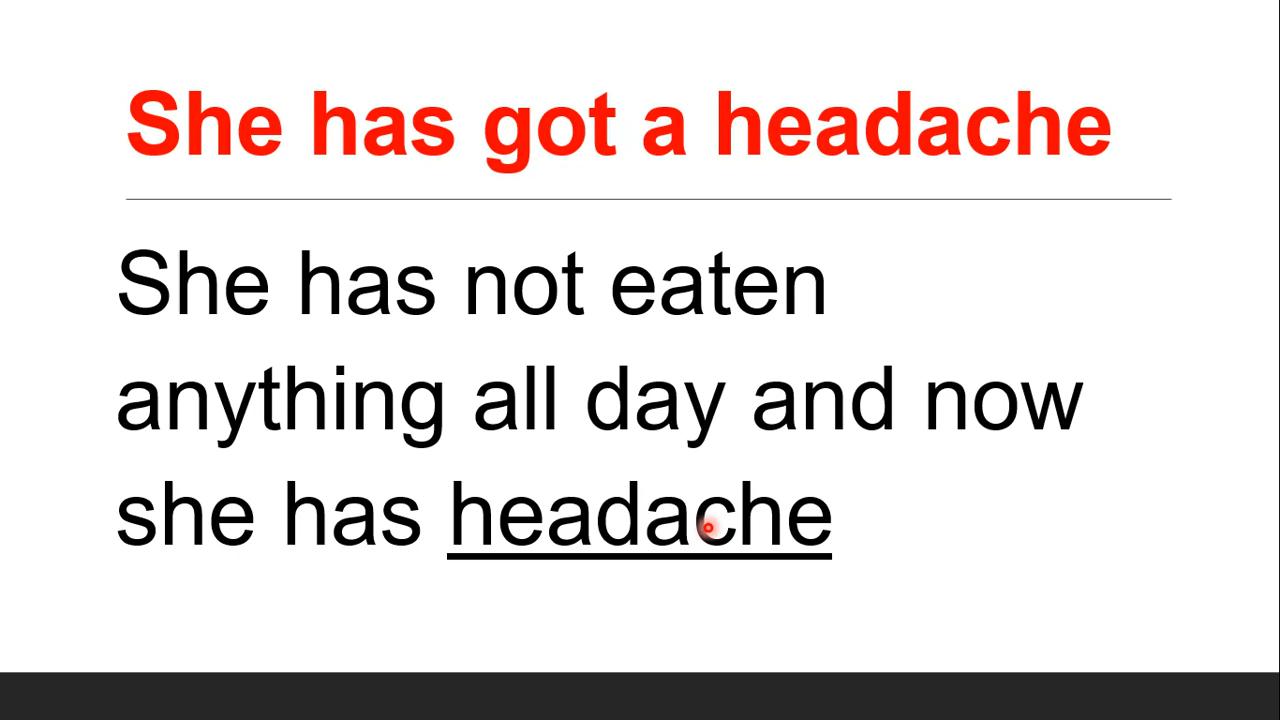 She has got a headache
She has not eaten
anything all day and now
she has headache